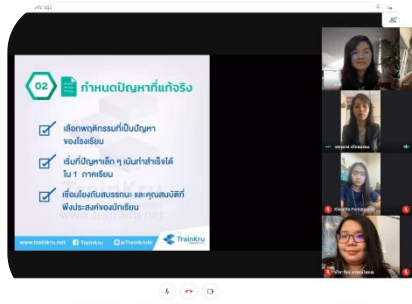 02
กำหนดปัญหาที่แท้จริง
เลือกพฤติกรรมที่เป็นปัญหา
ของโรงเรียน
เริ่มที่ปัญหาเล็ก ๆ เน้นทำสำเร็จได้
ใน 1 ภาคเรียน
เชื่อมโยงกับสมรรถนะ และคุณสมบัติที่
พึงประสงค์ของนักเรียน
www.trainkru.net
Trainkru
@Trainkru
TrainKru